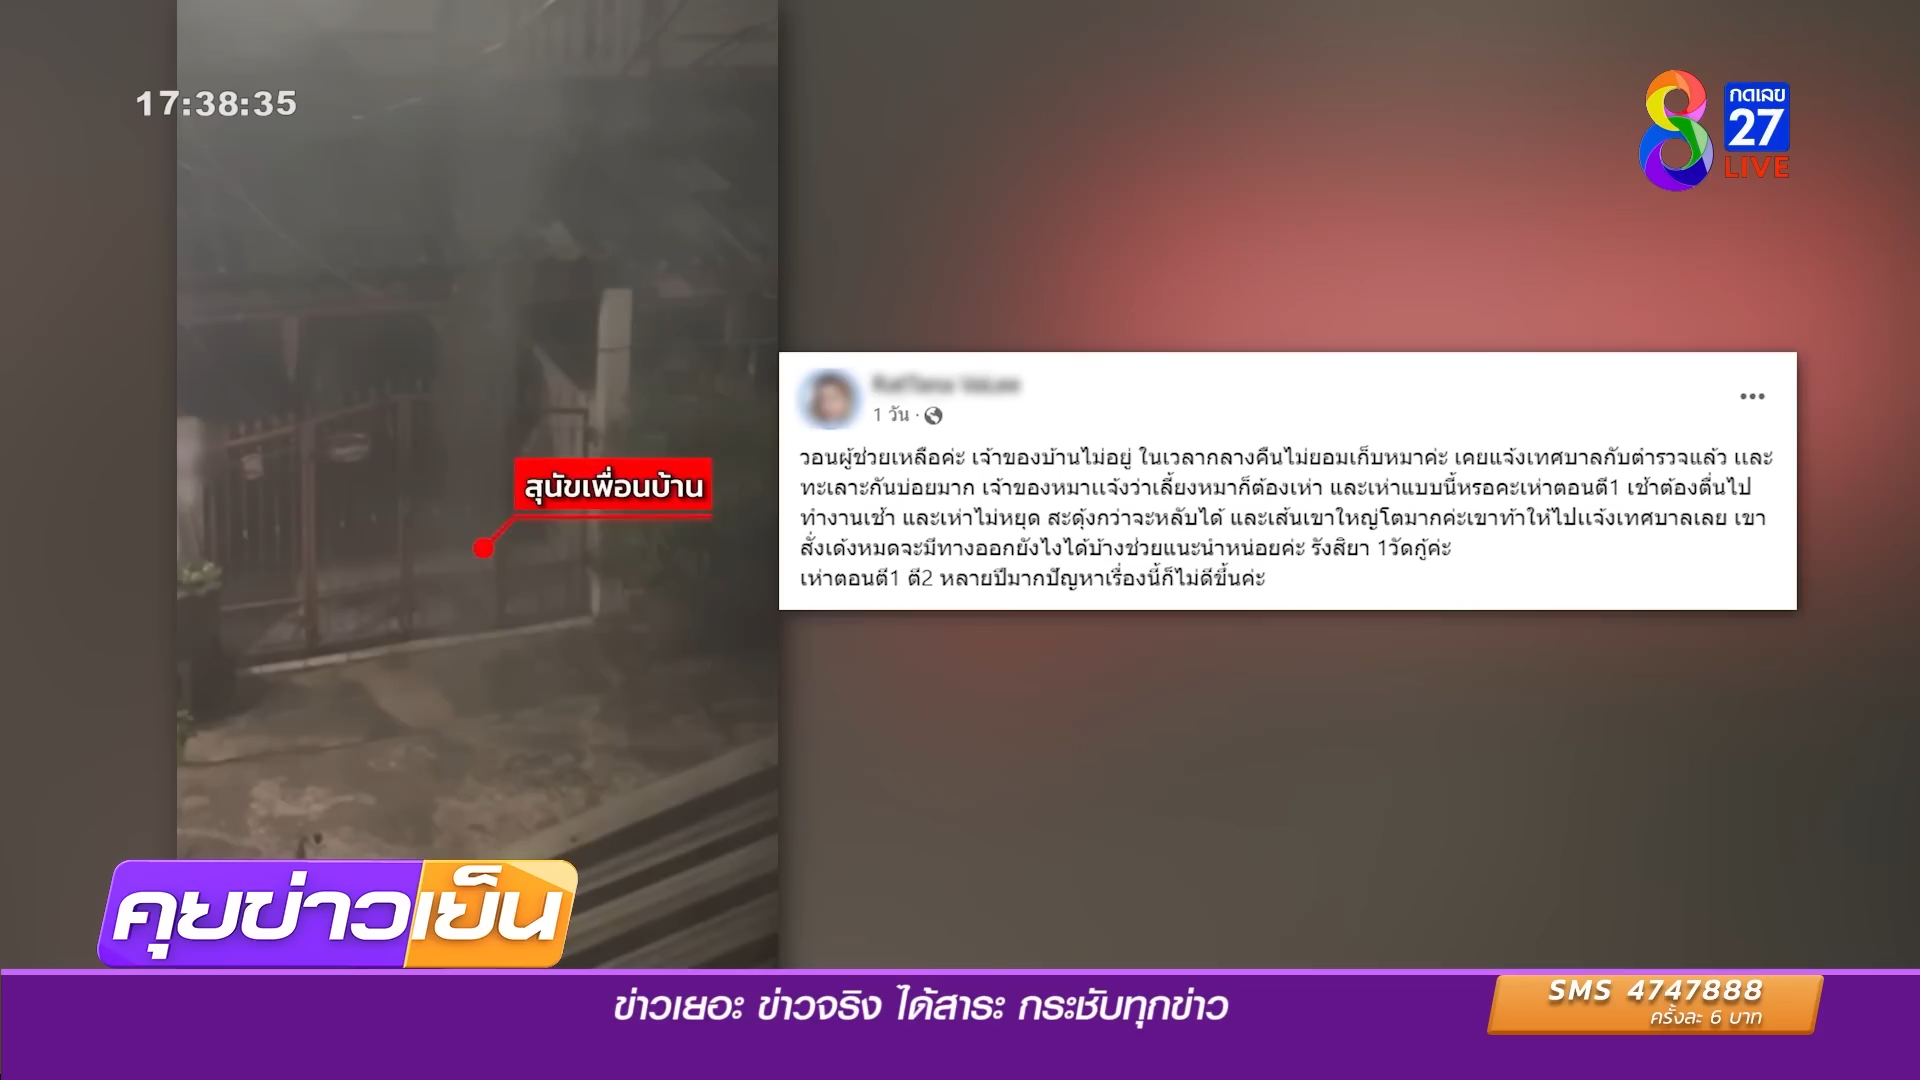 17:38:35
กดเลข
27
LIVE
1 วัน ·
วอนผู้ช่วยเหลือค่ะ เจ้าของบ้านไม่อยู่ ในเวลากลางคืนไม่ยอมเก็บหมาค่ะ เคยแจ้งเทศบาลกับตำรวจแล้ว และ
ทะเลาะกันบ่อยมาก เจ้าของหมาแจ้งว่าเลี้ยงหมาก็ต้องเห่า และเห่าแบบนี้หรอคะเห่าตอนตี1 เช้าต้องตื่นไป
ทำงานเช้า และเห่าไม่หยุด สะดุ้งกว่าจะหลับได้ และเส้นเขาใหญ่โตมากค่ะเขาท้าให้ไปแจ้งเทศบาลเลย เขา
สั่งเด้งหมดจะมีทางออกยังไงได้บ้างช่วยแนะนำหน่อยค่ะ รังสิยา 1วัดกู้ค่ะ
เห่าตอนตี1 ตี2 หลายปีมากปัญหาเรื่องนี้ก็ไม่ดีขึ้นค่ะ
สุนัขเพื่อนบ้าน
คุยข่าวเย็น
ข่าวเยอะ ข่าวจริง ได้สาระ กระชับทุกข่าว
SMS 4747888
ครั้งละ 6 บาท